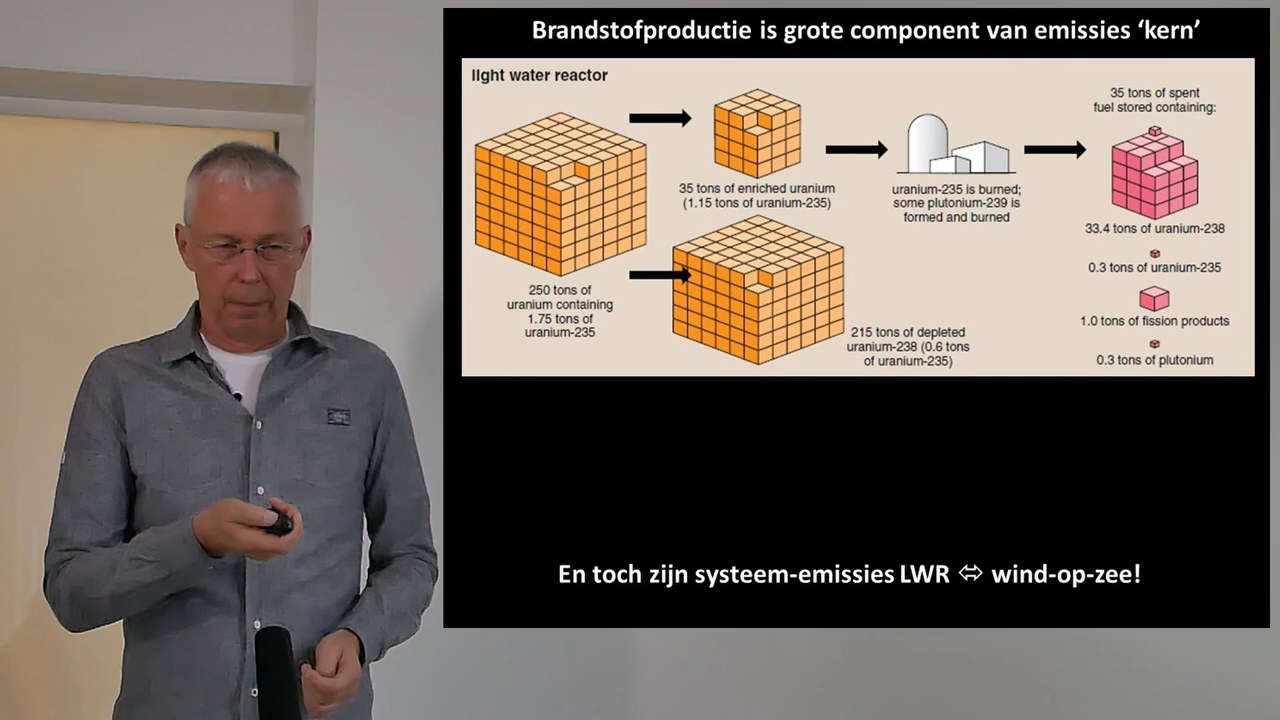 Brandstofproductie is grote component van emissies ‘kern’
light water reactor
250 tons of
uranium containing
1.75 tons of
uranium-235
35 tons of enriched uranium
(1.15 tons of uranium-235)
215 tons of depleted
uranium-238 (0.6 tons
of uranium-235)
uranium-235 is burned;
some plutonium-239 is
formed and burned
35 tons of spent
fuel stored containing:
33.4 tons of uranium-238
0.3 tons of uranium-235
1.0 tons of fission products
0.3 tons of plutonium
En toch zijn systeem-emissies LWR ⇔ wind-op-zee!